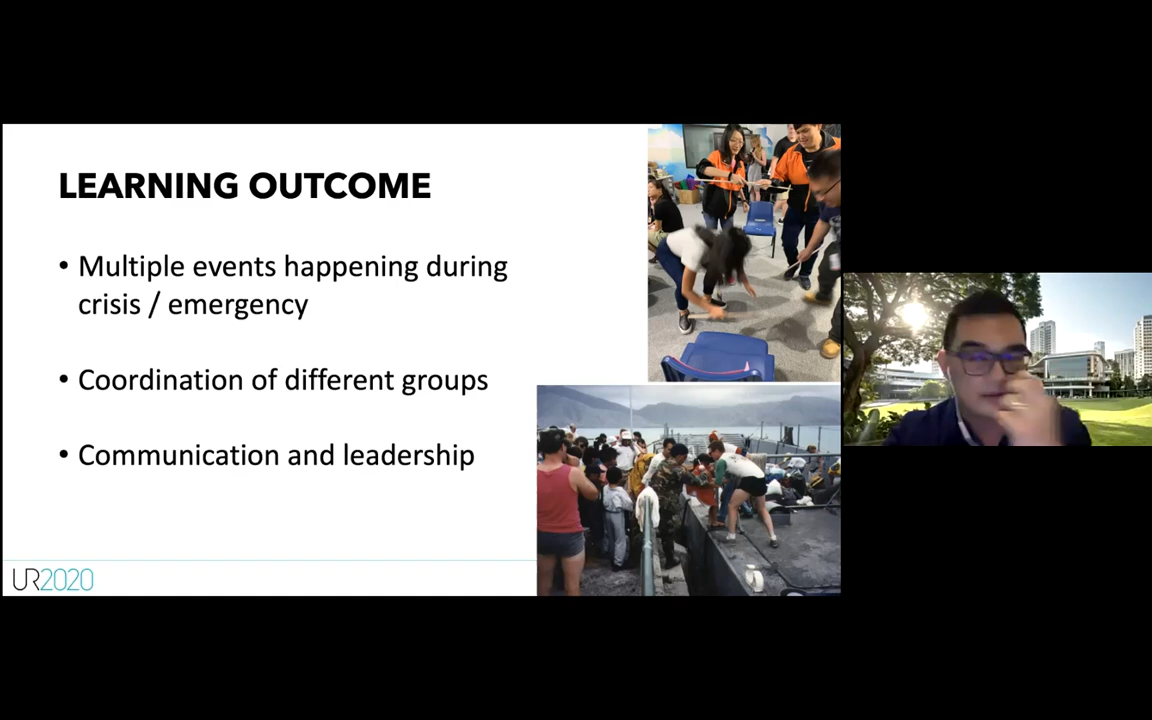 LEARNING OUTCOME
• Multiple events happening during
crisis / emergency
• Coordination of different groups
• Communication and leadership
UR2020